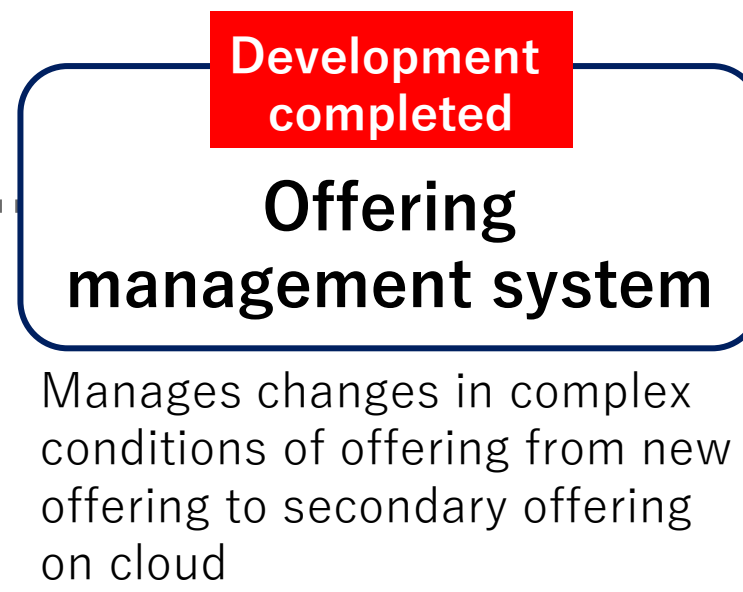 Development
completed
Offering
management system
Manages changes in complex
conditions of offering from new
offering to secondary offering
on cloud